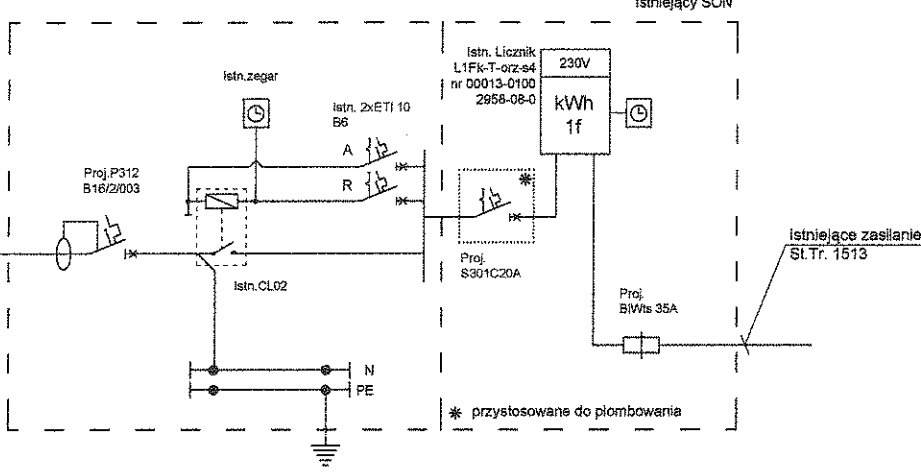 Istniejący SON
Istn. Licznik
L1Fk-T-orz-s4
nr 00013-0100
2958-08-0
230V
kWh
1f
Istn.zegar
Istn. 2xETI 10
B6
A
R
Proj.P312
B16/2/003
*
Proj.
S301C20A
Istn.CL02
Istniejące zasilanie
St.Tr. 1513
Proj.
BIWts 35A
N
PE
* przystosowane do plombowania